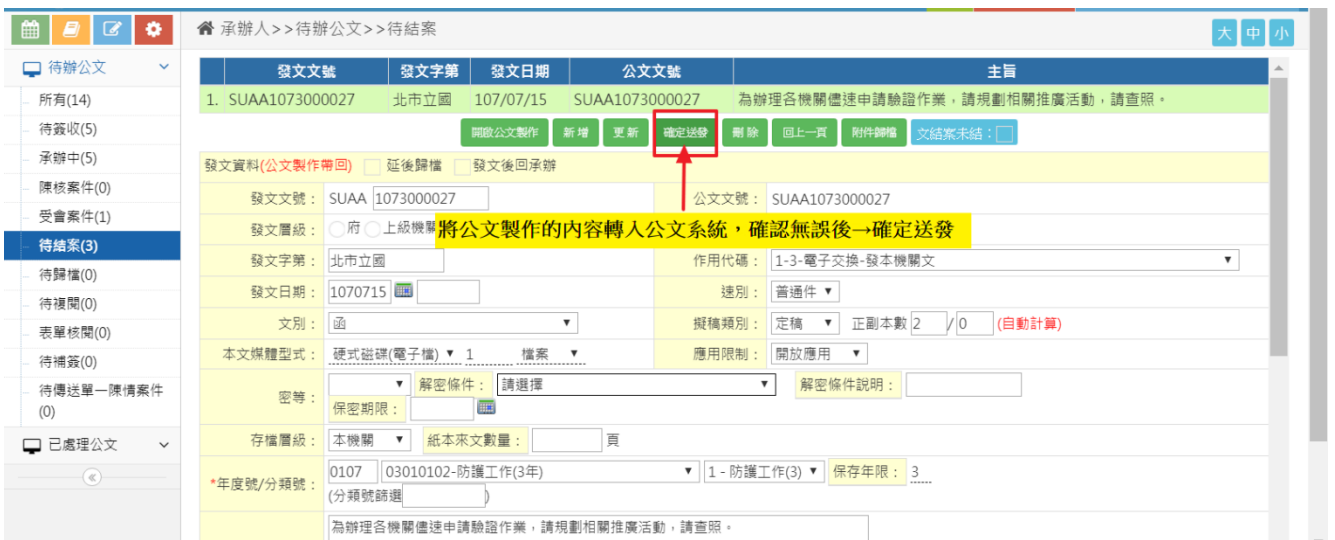 承辦人>>待辦公文>>待結案
大 中 小
待辦公文
所有(14)
待簽收(5)
承辦中(5)
陳核案件(0)
受會案件(1)
待結案(3)
待歸檔(0)
待複閱(0)
表單核閱(0)
待補簽(0)
待傳送單一陳情案件
(0)
已處理公文
發文文號 發文字第 發文日期 公文文號 主旨
1. SUAA1073000027 北市立國 107/07/15 SUAA1073000027 為辦理各機關儘速申請驗證作業，請規劃相關推廣活動，請查照。
開啟公文製作 新增 更新 確定送發 刪除 回上一頁 附件歸檔 文結案未結：
發文資料(公文製作帶回) 延後歸檔 發文後回承辦
發文文號： SUAA 1073000027 公文文號： SUAA1073000027
發文層級： 府 上級機關
將公文製作的內容轉入公文系統，確認無誤後→確定送發
發文字第： 北市立國 作用代碼： 1-3-電子交換-發本機關文
發文日期： 1070715 速別： 普通件
文別： 函 擬稿類別： 定稿 正副本數 2 / 0 (自動計算)
本文媒體型式： 硬式磁碟(電子檔) 1 檔案 應用限制： 開放應用
密等： 解密條件： 請選擇 解密條件說明：
保密期限：
存檔層級： 本機關 紙本來文數量： 頁
*年度號/分類號： 0107 03010102-防護工作(3年) 1 - 防護工作(3) 保存年限： 3
(分類號篩選 )
為辦理各機關儘速申請驗證作業，請規劃相關推廣活動，請查照。